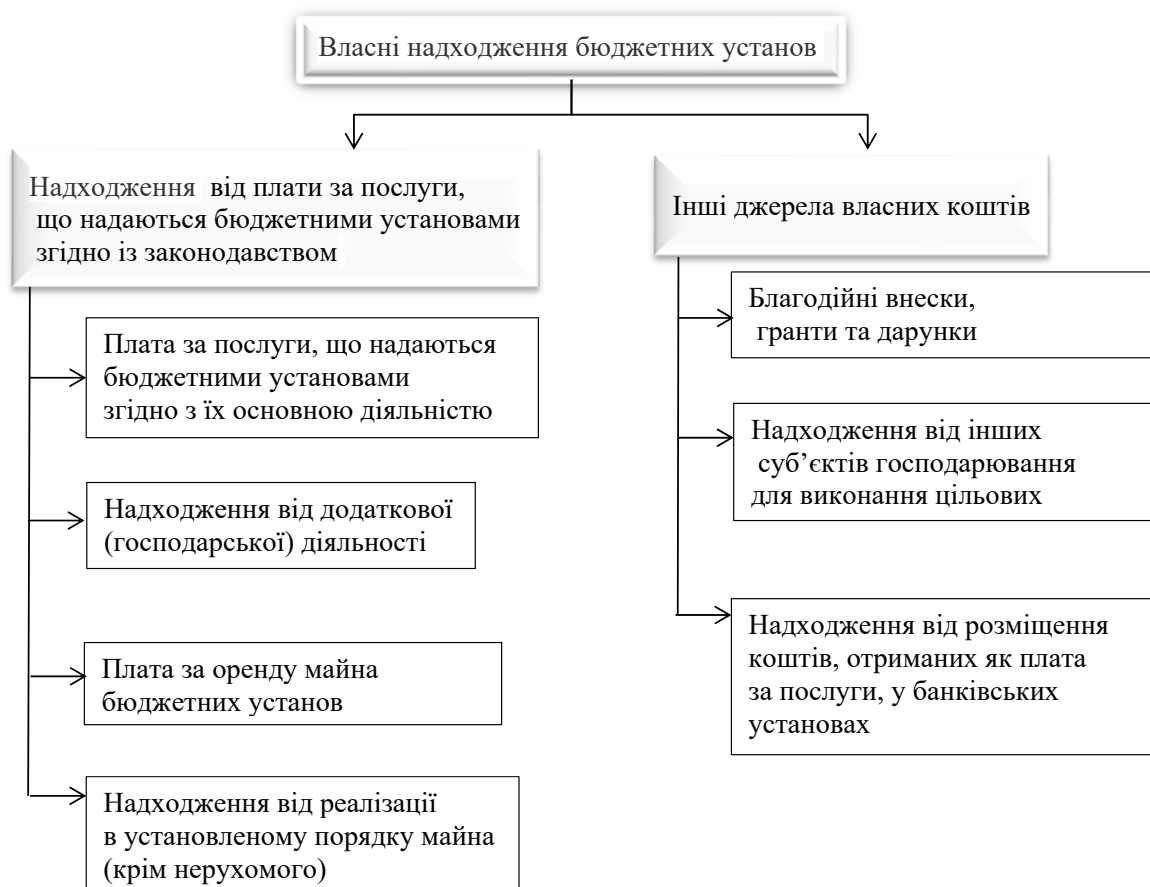 Власні надходження бюджетних установ
Надходження від плати за послуги,
що надаються бюджетними установами
згідно із законодавством
Плата за послуги, що надаються
бюджетними установами
згідно з їх основною діяльністю
Надходження від додаткової
(господарської) діяльності
Плата за оренду майна
бюджетних установ
Надходження від реалізації
в установленому порядку майна
(крім нерухомого)
Інші джерела власних коштів
Благодійні внески,
гранти та дарунки
Надходження від інших
суб’єктів господарювання
для виконання цільових
Надходження від розміщення
коштів, отриманих як плата
за послуги, у банківських
установах